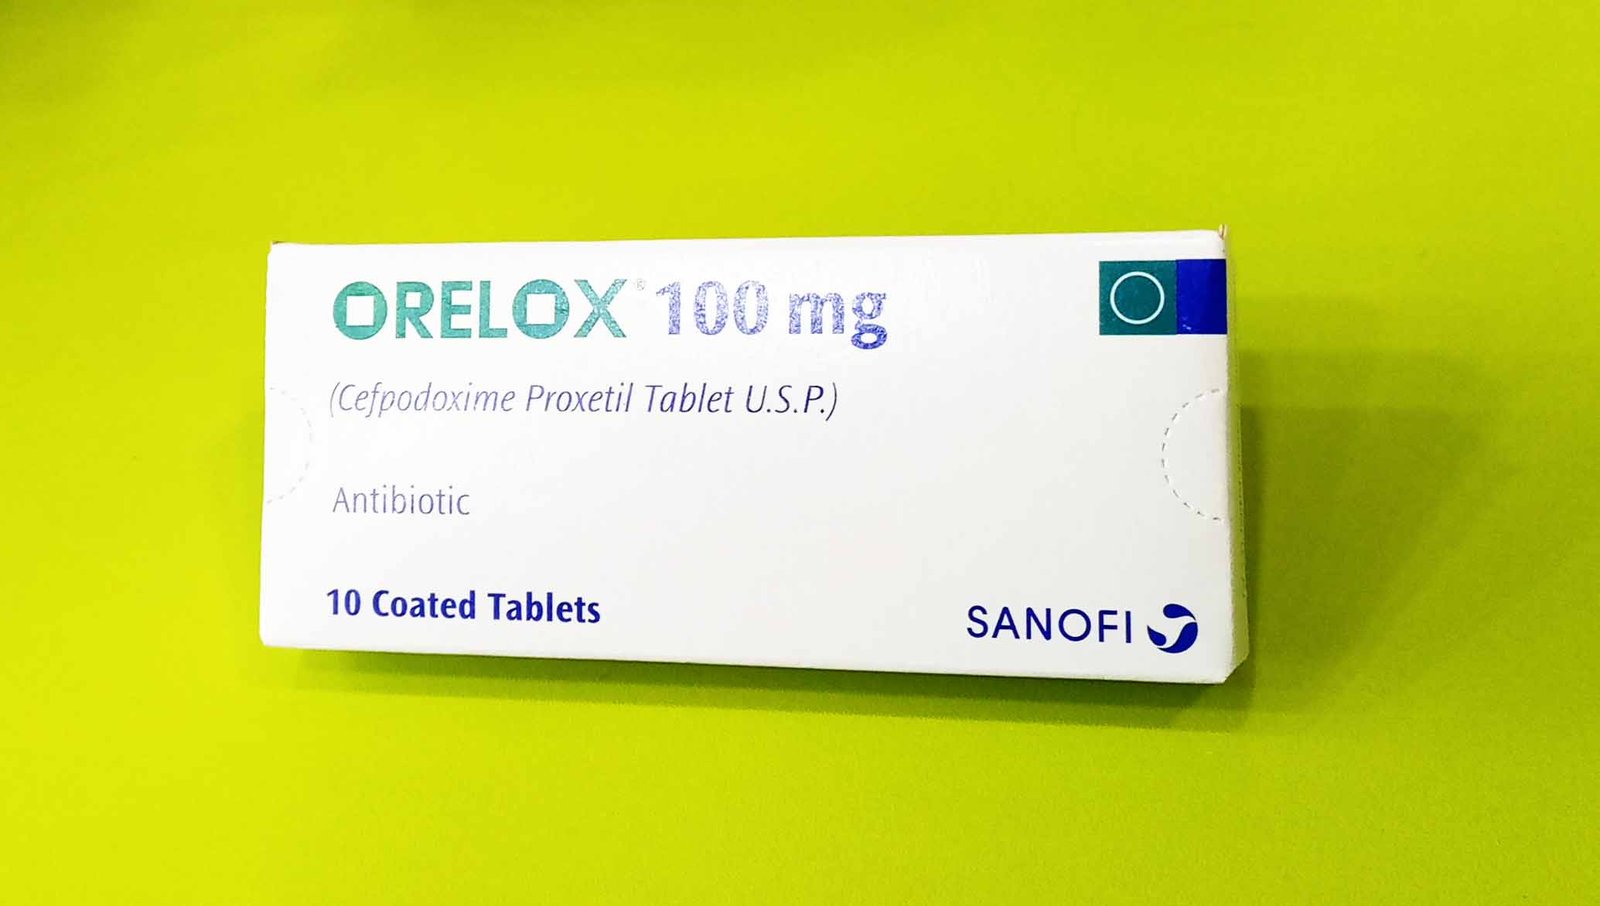 ORELOX® 100 mg
(Cefpodoxime Proxetil Tablet U.S.P.)
Antibiotic
10 Coated Tablets
SANOFI